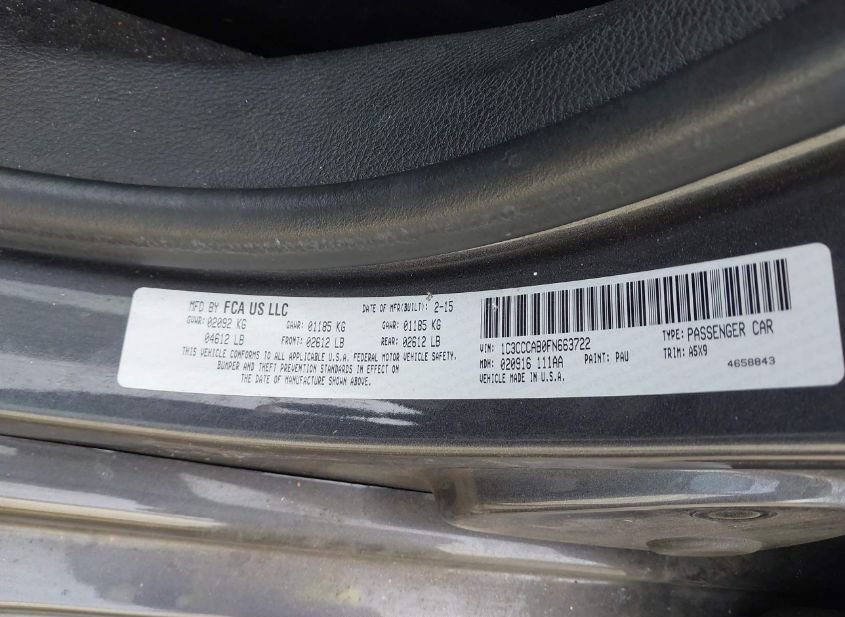 MFD BY FCA US LLC DATE OF MFR(BUILT): 2-15
GVWR: 02092 KG GAWR: 01185 KG GAWR: 01185 KG
04612 LB FRONT: 02612 LB REAR: 02612 LB
THIS VEHICLE CONFORMS TO ALL APPLICABLE U.S.A. FEDERAL MOTOR VEHICLE SAFETY,
BUMPER AND THEFT PREVENTION STANDARDS IN EFFECT ON
THE DATE OF MANUFACTURE SHOWN ABOVE.
VIN: 1C3CCCAB0FN663722 TYPE: PASSENGER CAR
MDH: 020916 111AA PAINT: PAU TRIM: A5X9
VEHICLE MADE IN U.S.A. 4658843